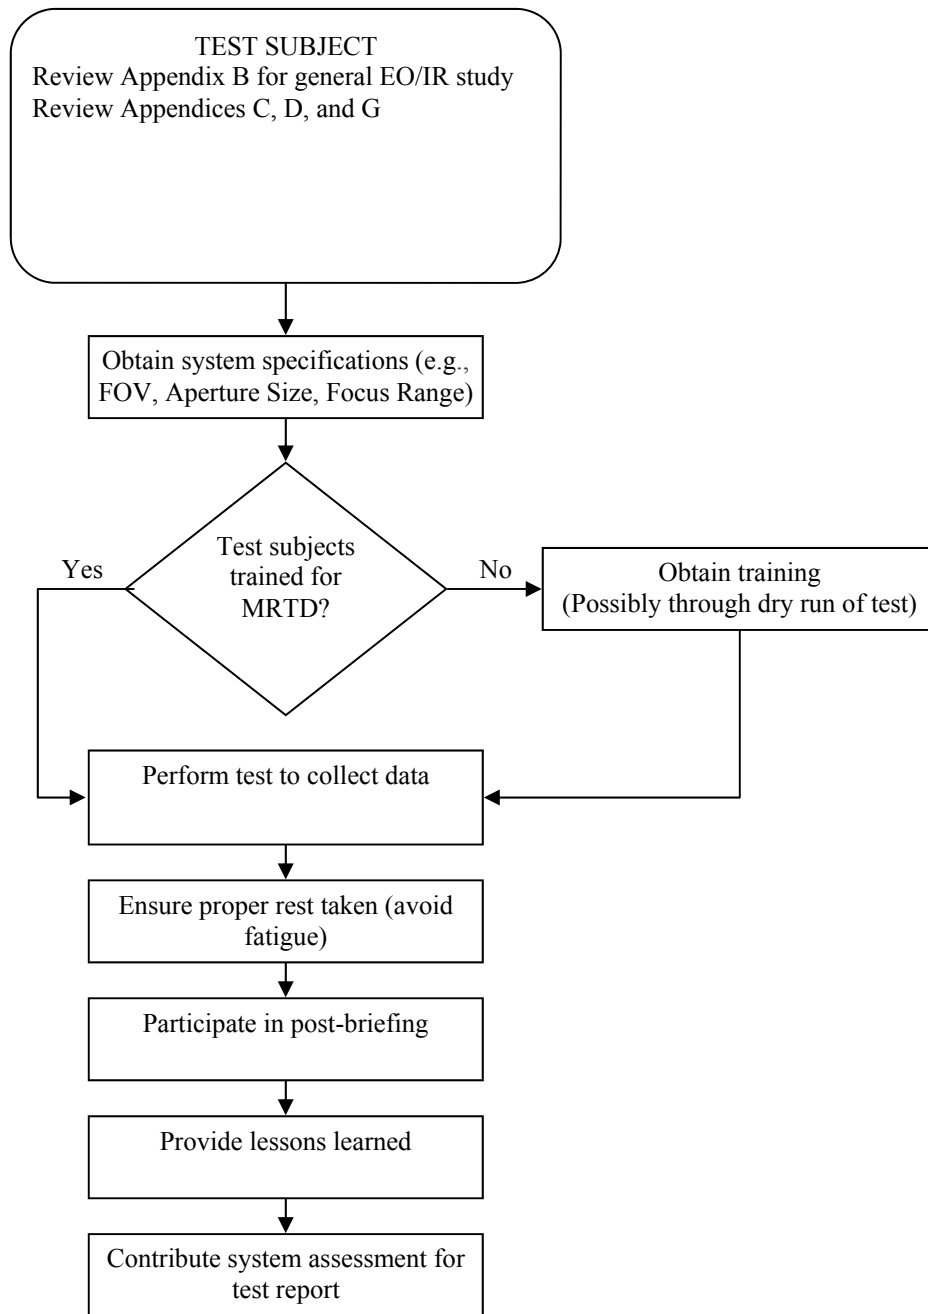 TEST SUBJECT
Review Appendix B for general EO/IR study
Review Appendices C, D, and G
Obtain system specifications (e.g.,
FOV, Aperture Size, Focus Range)
Test subjects
trained for
MRTD?
Yes
No
Obtain training
(Possibly through dry run of test)
Perform test to collect data
Ensure proper rest taken (avoid
fatigue)
Participate in post-briefing
Provide lessons learned
Contribute system assessment for
test report